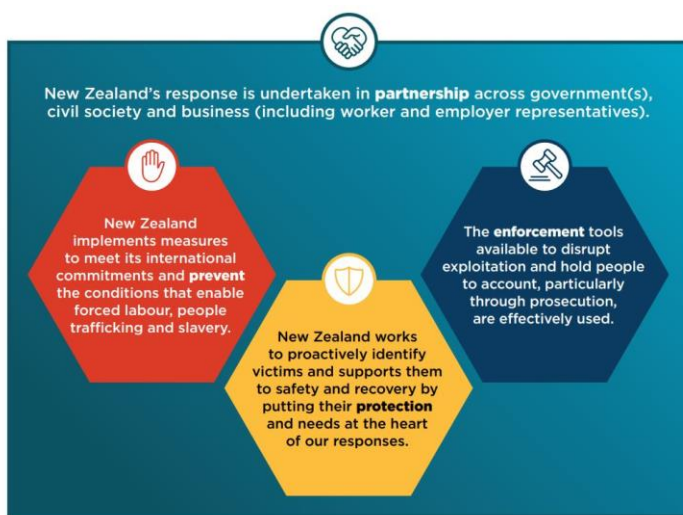 New Zealand's response is undertaken in partnership across government(s),
civil society and business (including worker and employer representatives).
New Zealand
implements measures
to meet its international
commitments and prevent
the conditions that enable
forced labour, people
trafficking and slavery.
New Zealand works
to proactively identify
victims and supports them
to safety and recovery by
putting their protection
and needs at the heart
of our responses.
The enforcement tools
available to disrupt
exploitation and hold people
to account, particularly
through prosecution,
are effectively used.